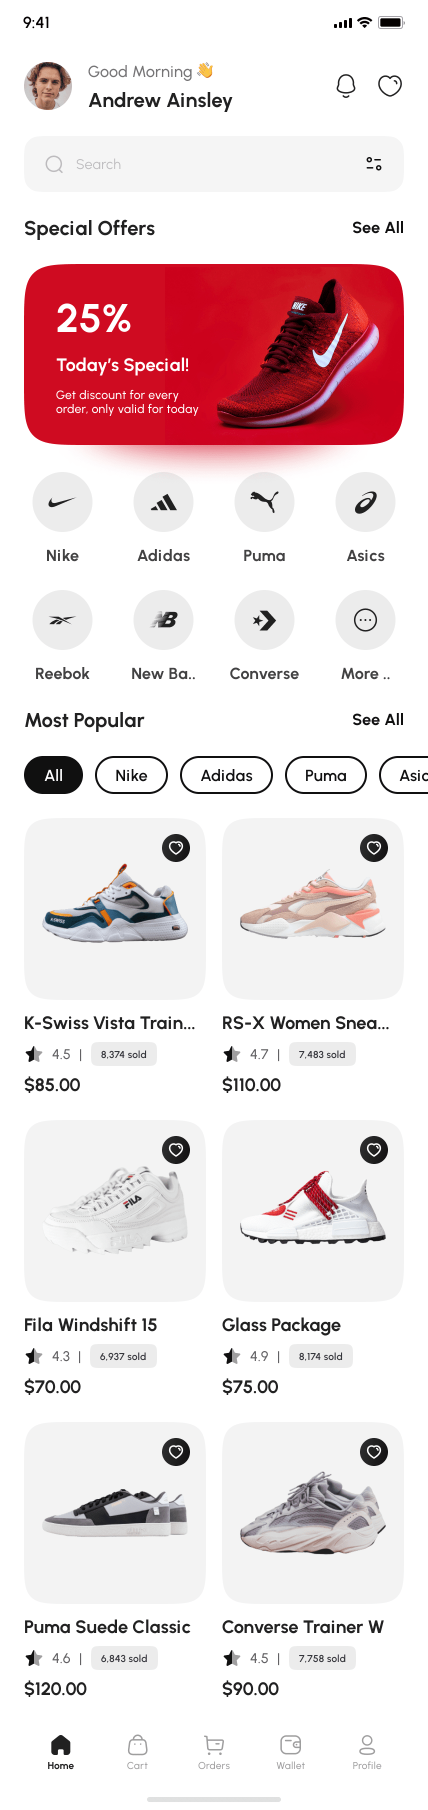 9:41
Good Morning 👋
Andrew Ainsley
Search
Special Offers
See All
25%
Today's Special!
Get discount for every
order, only valid for today
NIKE
Nike
Adidas
Puma
Asics
Reebok
New Ba..
Converse
More ..
Most Popular
See All
All
Nike
Adidas
Puma
Asic
K-SWISS
K-Swiss Vista Train...
4.5 | 8,374 sold
$85.00
RS-X Women Snea...
4.7 | 7,483 sold
$110.00
FILA
Fila Windshift 15
4.3 | 6,937 sold
$70.00
Glass Package
4.9 | 8,174 sold
$75.00
Puma Suede Classic
4.6 | 6,843 sold
$120.00
Converse Trainer W
4.5 | 7,758 sold
$90.00
Home
Cart
Orders
Wallet
Profile